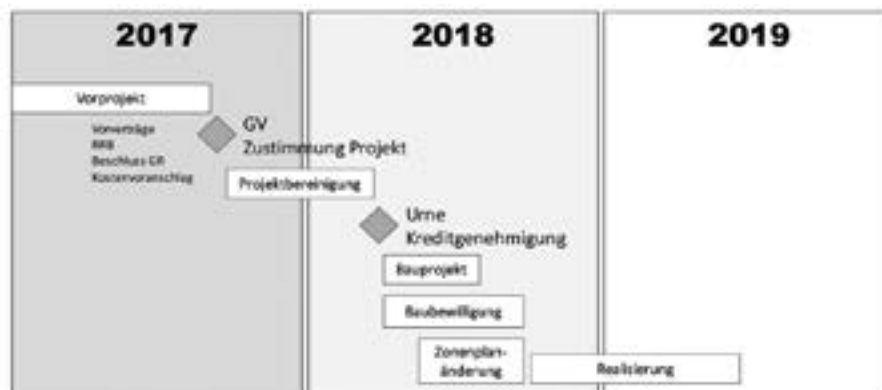 2017
2018
2019
Vorprojekt
Vorverträge
RRB
Beschluss GR
Kostenvoranschlag
GV
Zustimmung Projekt
Projektbereinigung
Urne
Kreditgenehmigung
Bauprojekt
Baubewilligung
Zonenplan-
änderung
Realisierung